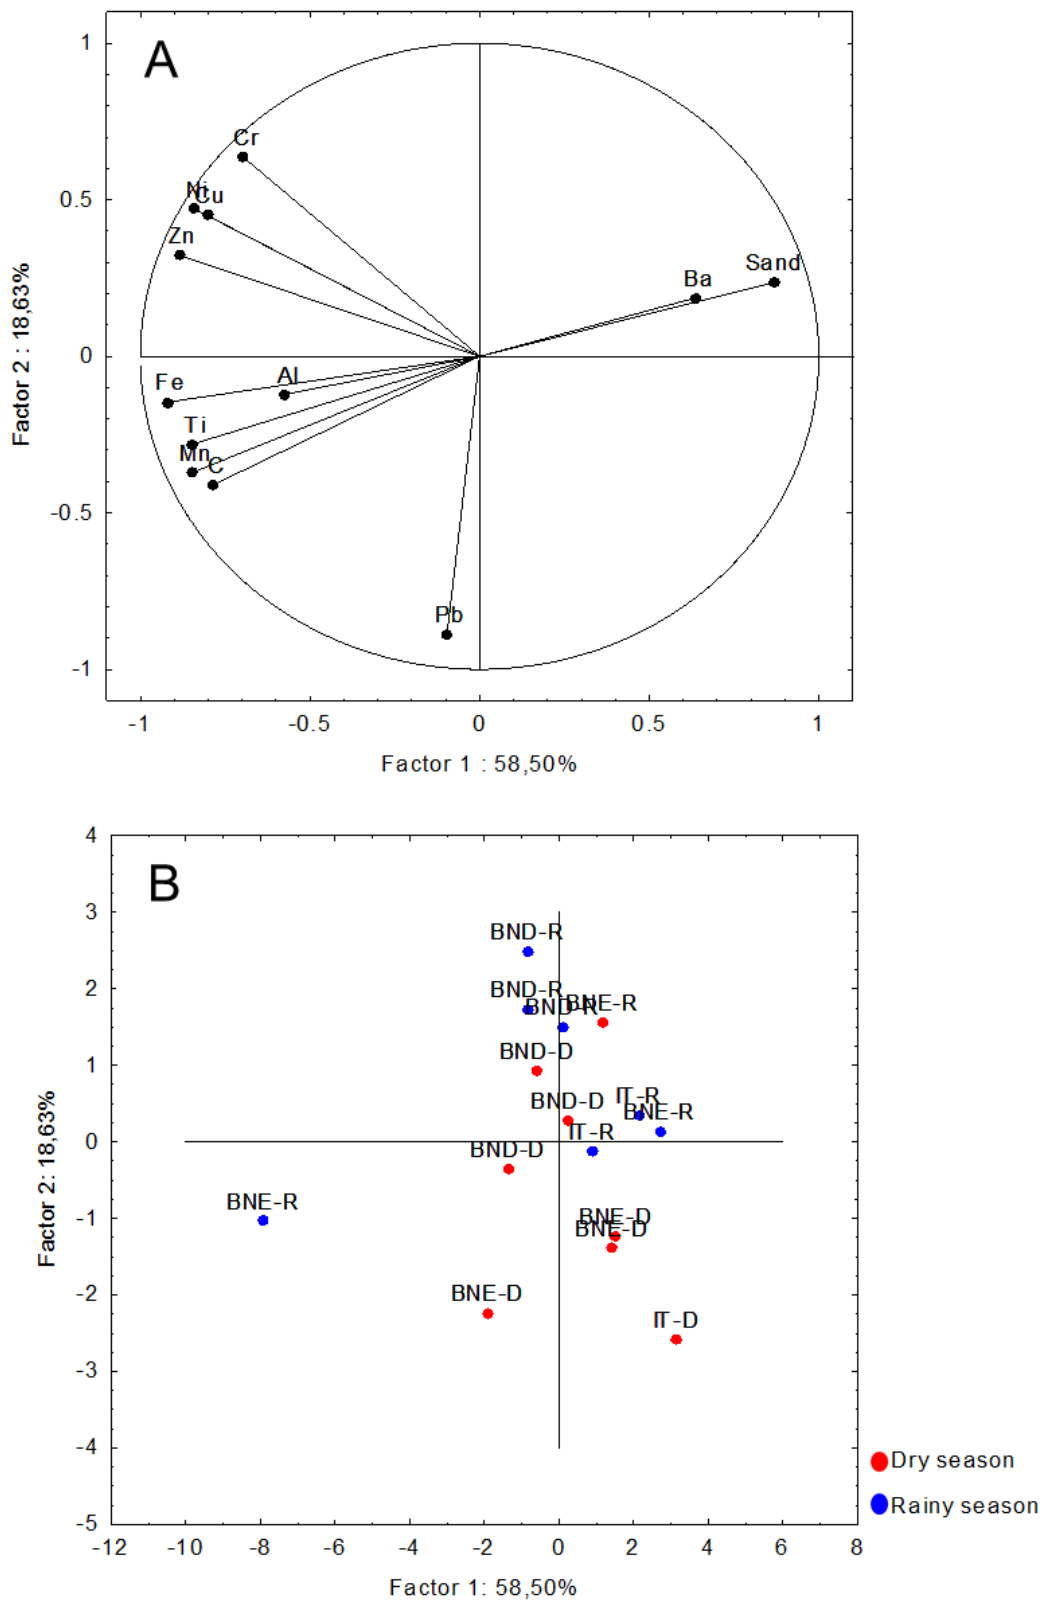 A
1
0.5
0
-0.5
-1
Factor 2 : 18,63%
Cr
Ni
Cu
Zn
Ba
Sand
Fe
Al
Ti
Mn
C
Pb
-1
-0.5
0
0.5
1
Factor 1 : 58,50%
B
4
3
2
1
0
-1
-2
-3
-4
-5
Factor 2: 18,63%
BND-R
BND-R
BND-R
BNE-R
BND-D
BND-D
IT-R
BNE-R
IT-R
BND-D
BNE-R
BNE-D
BNE-D
BNE-D
IT-D
-12
-10
-8
-6
-4
-2
0
2
4
6
8
Factor 1: 58,50%
Dry season
Rainy season